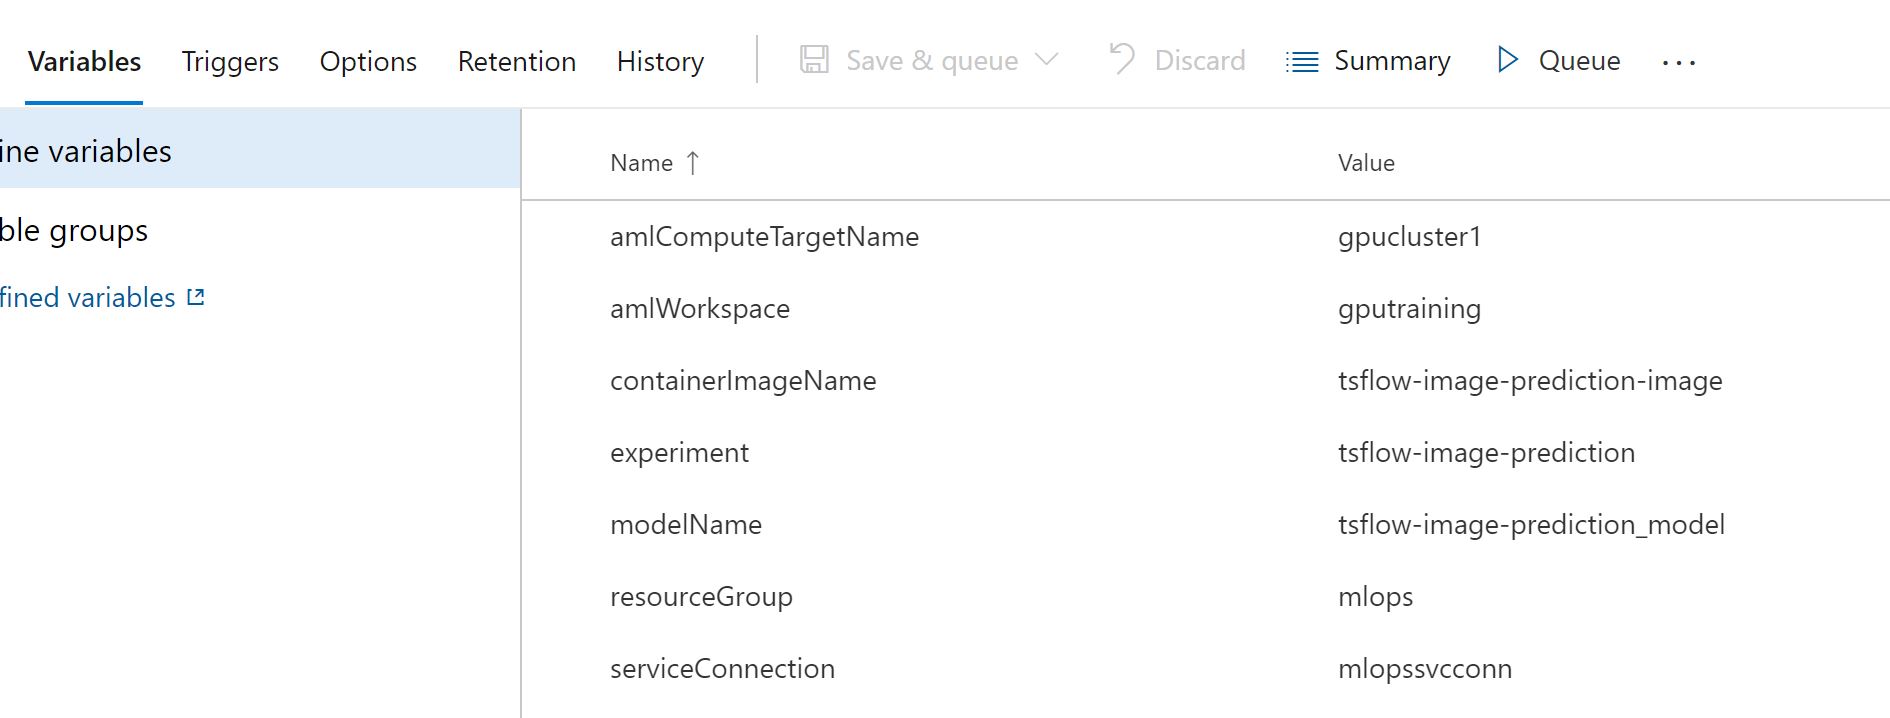 Variables Triggers Options Retention History Save & queue Discard Summary Queue ...
ine variables
ble groups
fined variables
Name ↑ Value
amlComputeTargetName gpucluster1
amlWorkspace gputraining
containerImageName tsflow-image-prediction-image
experiment tsflow-image-prediction
modelName tsflow-image-prediction_model
resourceGroup mlops
serviceConnection mlopssvcconn